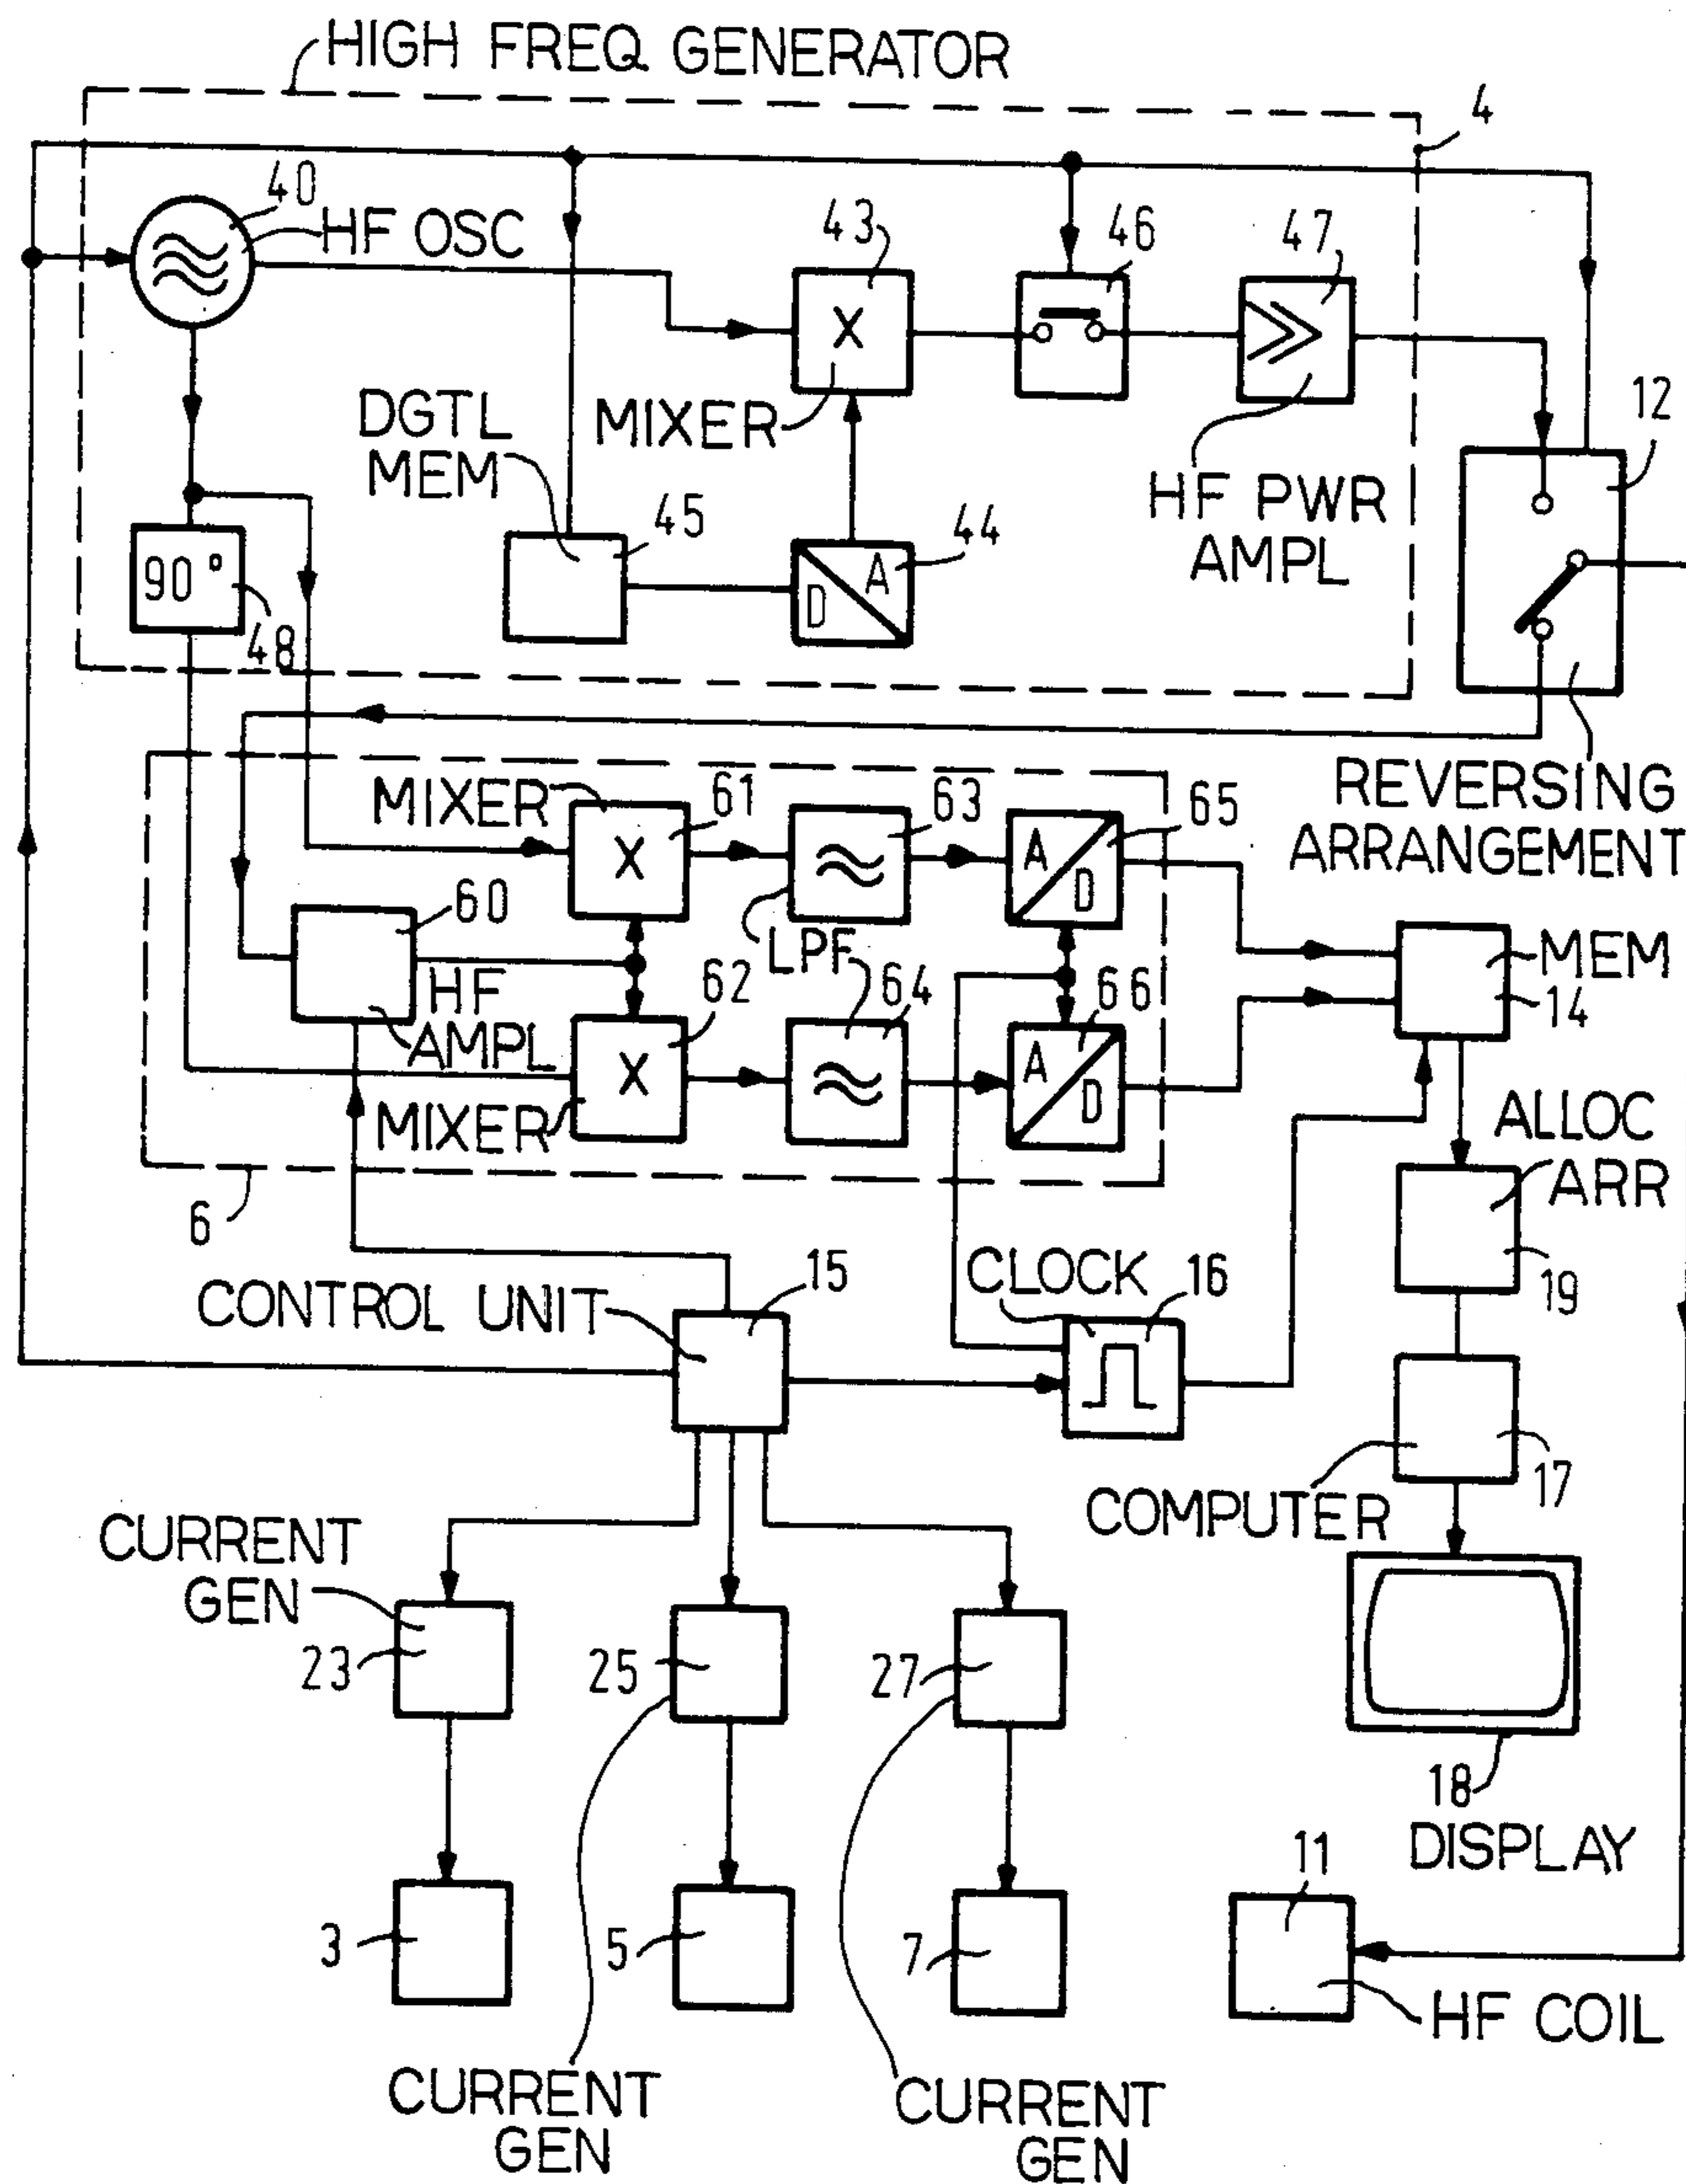 HIGH FREQ GENERATOR
4
40
HF OSC
43
X
46
47
MIXER
DGTL
MEM
45
44
D A
HF PWR
AMPL
12
90°
48
REVERSING
ARRANGEMENT
MIXER
61
X
63
65
A D
60
HF
AMPL
LPF
62
X
64
66
A D
MIXER
MEM
14
6
ALLOC
ARR
19
CONTROL UNIT
15
CLOCK
16
COMPUTER
17
CURRENT
GEN
23
25
27
18
DISPLAY
3
5
7
11
HF COIL
CURRENT
GEN
CURRENT
GEN